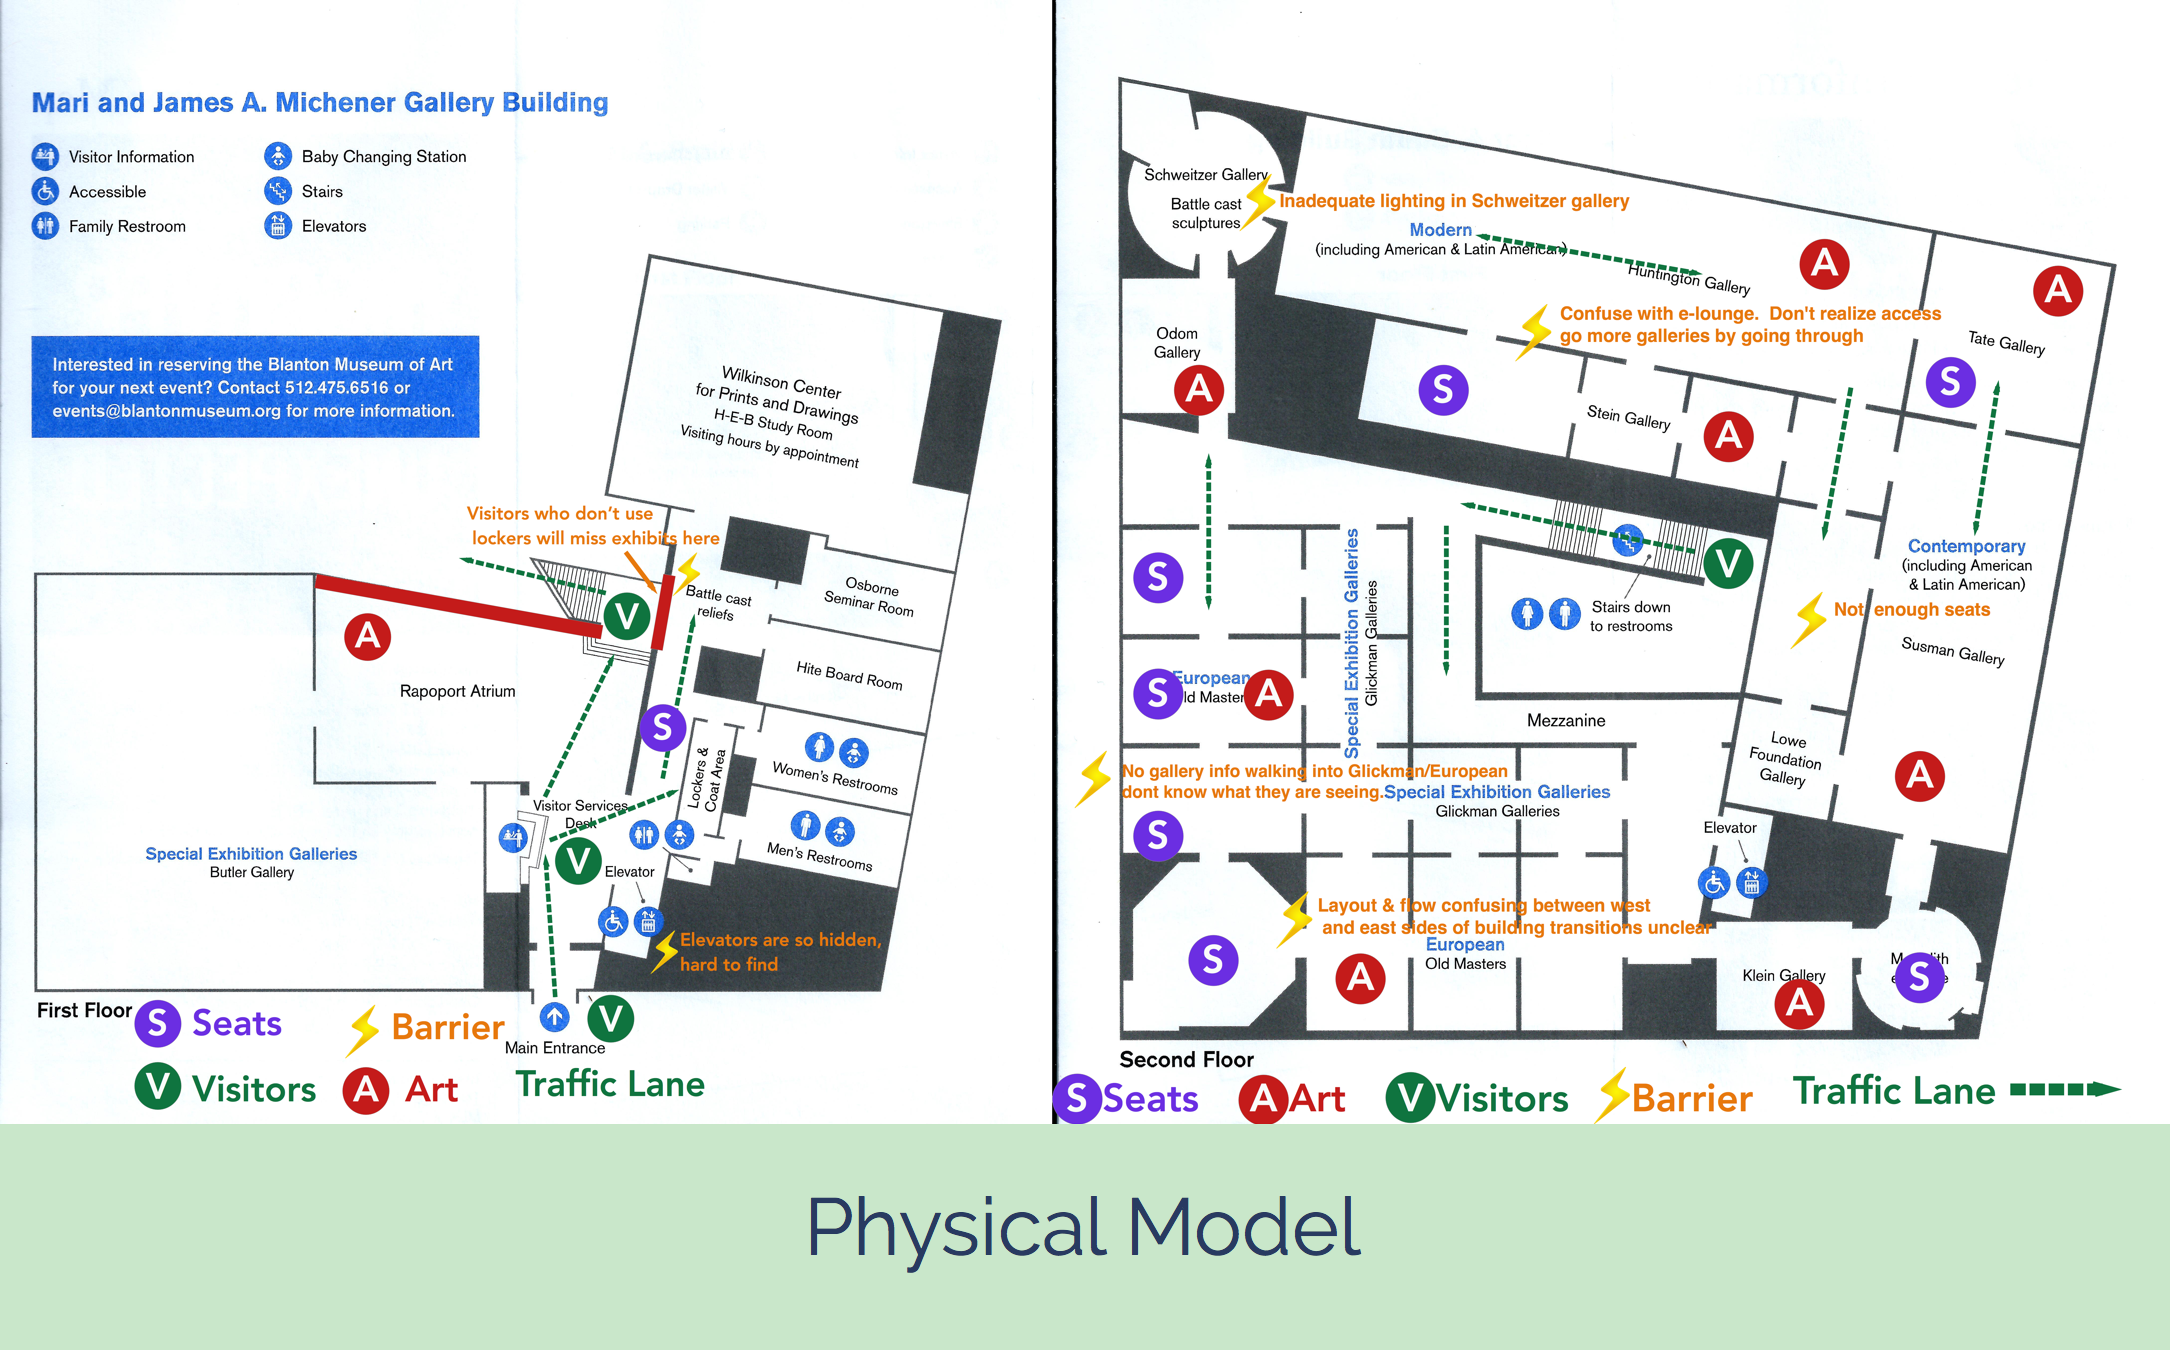 Mari and James A. Michener Gallery Building
Visitor Information
Baby Changing Station
Accessible
Stairs
Family Restroom
Elevators
Interested in reserving the Blanton Museum of Art
for your next event? Contact 512.475.6516 or
events@blantonmuseum.org for more information.
Wilkinson Center
for Prints and Drawings
H-E-B Study Room
Visiting hours by appointment
Visitors who don't use
lockers will miss exhibits here
Battle cast
reliefs
Osborne
Seminar Room
V
A
Rapoport Atrium
Hite Board Room
S
Lockers &
Coat Area
Women's Restrooms
Visitor Services
Desk
V
Men's Restrooms
Special Exhibition Galleries
Butler Gallery
Elevator
Elevators are so hidden,
hard to find
First Floor
S Seats
Barrier
V
Main Entrance
V Visitors
A Art
Traffic Lane
Schweitzer Gallery
Battle cast
sculptures
Inadequate lighting in Schweitzer gallery
Modern
(including American & Latin American)
Huntington Gallery
A
A
Confuse with e-lounge. Don't realize access
go more galleries by going through
Odom
Gallery
A
Tate Gallery
S
S
Stein Gallery
A
Special Exhibition Galleries
Glickman Galleries
V
Contemporary
(including American
& Latin American)
S
Stairs down
to restrooms
Not enough seats
Susman Gallery
S
European
Old Master
A
Mezzanine
Lowe
Foundation
Gallery
No gallery info walking into Glickman/European
dont know what they are seeing.
Special Exhibition Galleries
Glickman Galleries
A
S
Elevator
Layout & flow confusing between west
and east sides of building transitions unclear
European
Old Masters
S
A
Klein Gallery
A
S
Second Floor
S Seats
A Art
V Visitors
Barrier
Traffic Lane
Physical Model